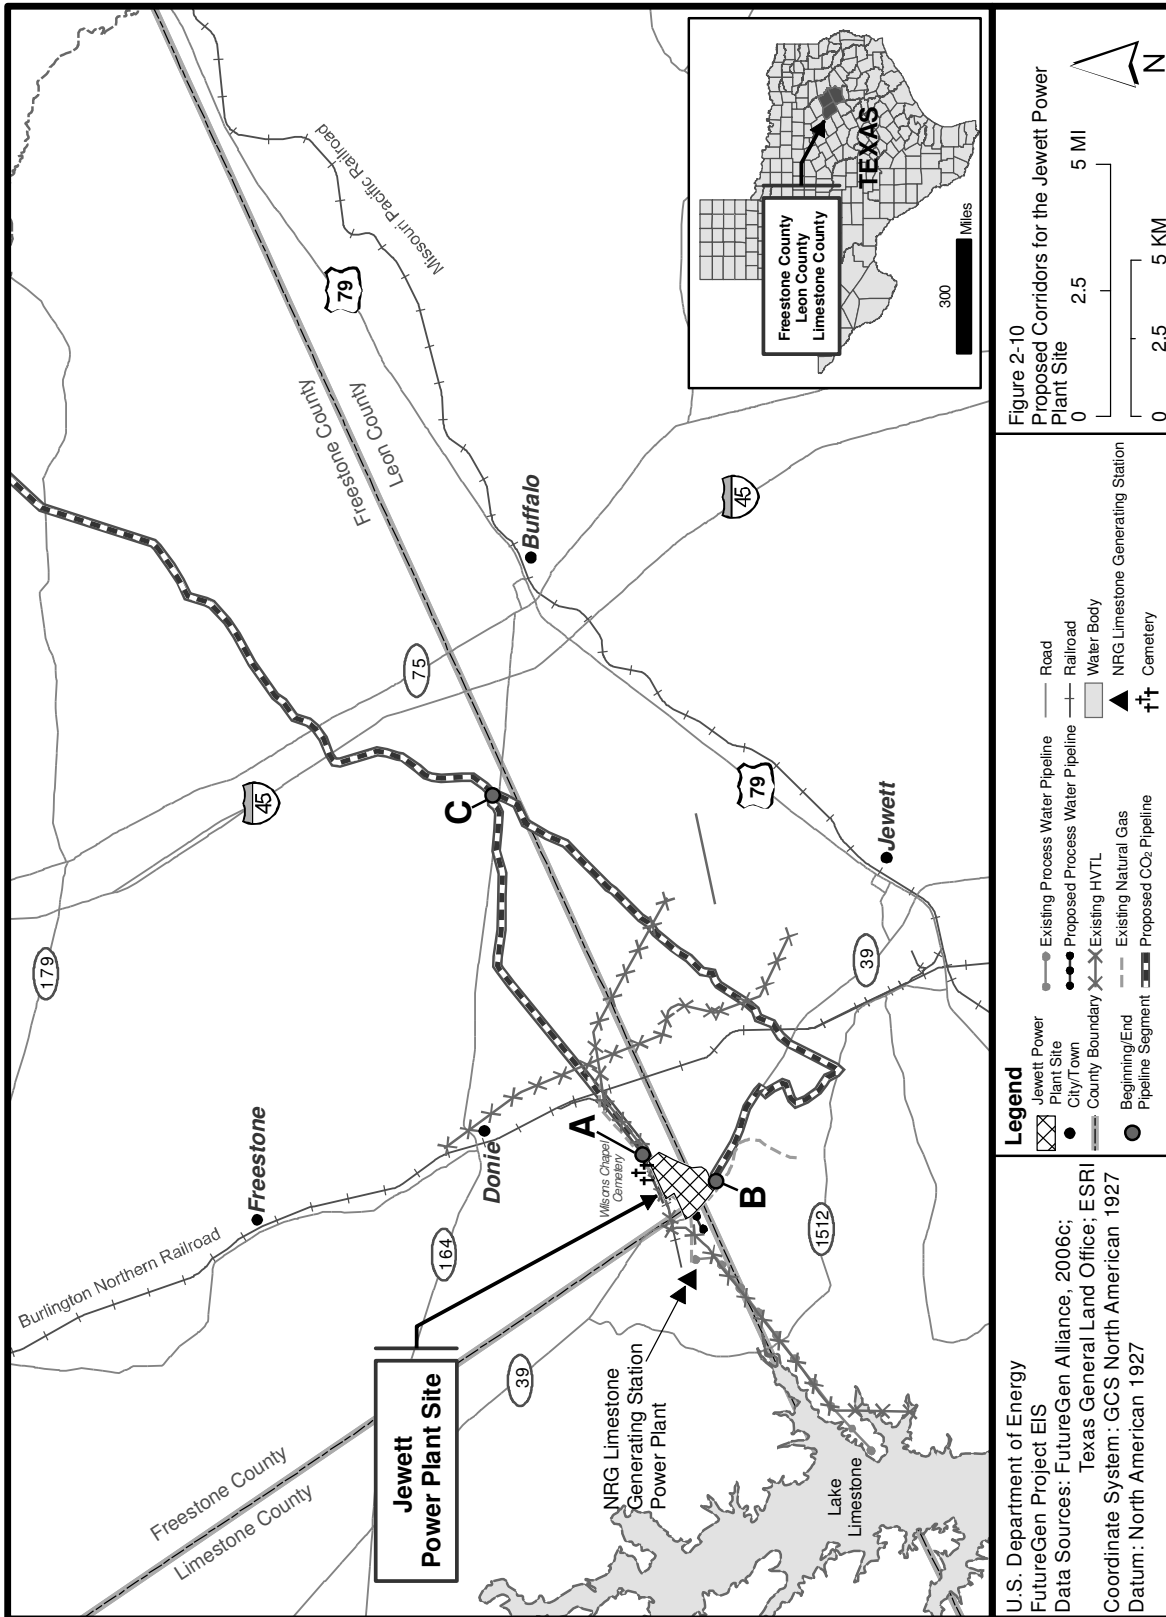 Freestone County
Limestone County
Burlington Northern Railroad
Freestone
179
45
75
Freestone County
Leon County
79
Missouri Pacific Railroad
Buffalo
45
C
164
Donie
Wilsons Chapel
Cemetery
A
B
39
Jewett
Power Plant Site
NRG Limestone
Generating Station
Power Plant
Lake
Limestone
1512
39
79
Jewett
Freestone County
Leon County
Limestone County
TEXAS
300
Miles
U.S. Department of Energy
FutureGen Project EIS
Data Sources: FutureGen Alliance, 2006c;
Texas General Land Office; ESRI
Coordinate System: GCS North American 1927
Datum: North American 1927
Legend
Jewett Power
Plant Site
City/Town
County Boundary
Beginning/End
Pipeline Segment
Existing Process Water Pipeline
Proposed Process Water Pipeline
Existing HVTL
Existing Natural Gas
Proposed CO₂ Pipeline
Road
Railroad
Water Body
NRG Limestone Generating Station
Cemetery
Figure 2-10
Proposed Corridors for the Jewett Power
Plant Site
0 2.5 5 MI
0 2.5 5 KM
N